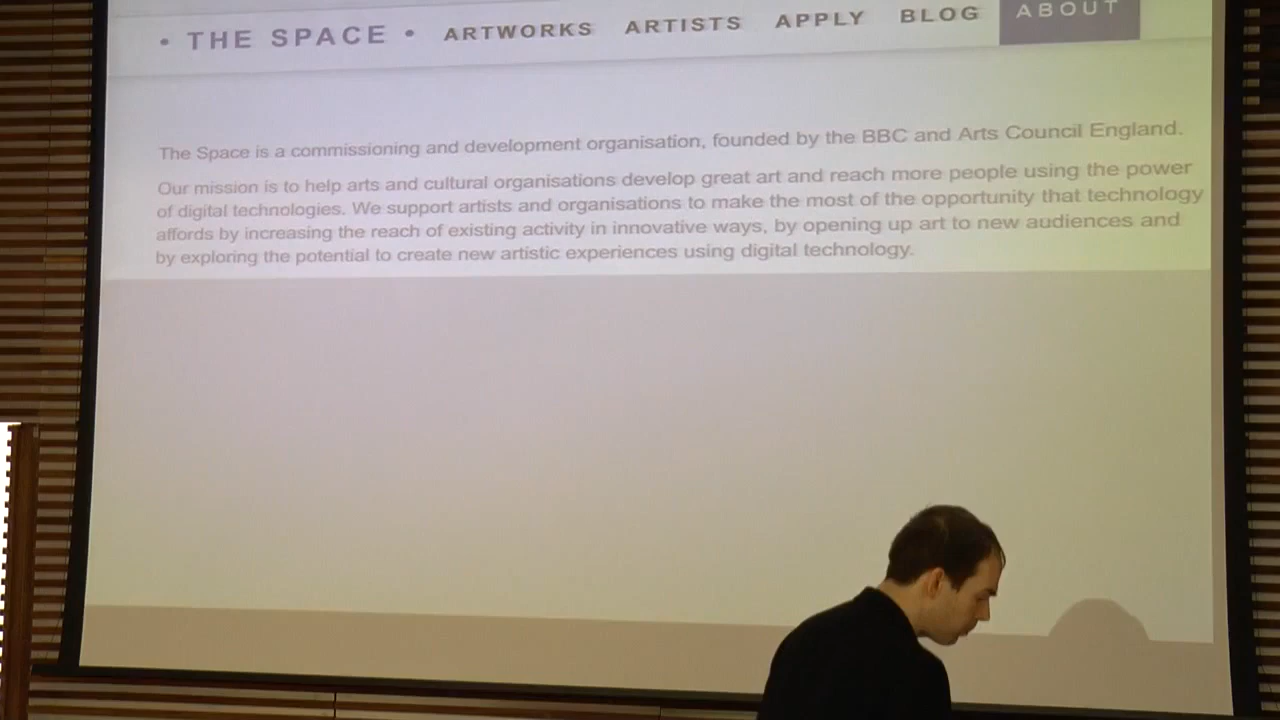 • THE SPACE • ARTWORKS ARTISTS APPLY BLOG ABOUT
The Space is a commissioning and development organisation, founded by the BBC and Arts Council England.
Our mission is to help arts and cultural organisations develop great art and reach more people using the power
of digital technologies. We support artists and organisations to make the most of the opportunity that technology
affords by increasing the reach of existing activity in innovative ways, by opening up art to new audiences and
by exploring the potential to create new artistic experiences using digital technology.